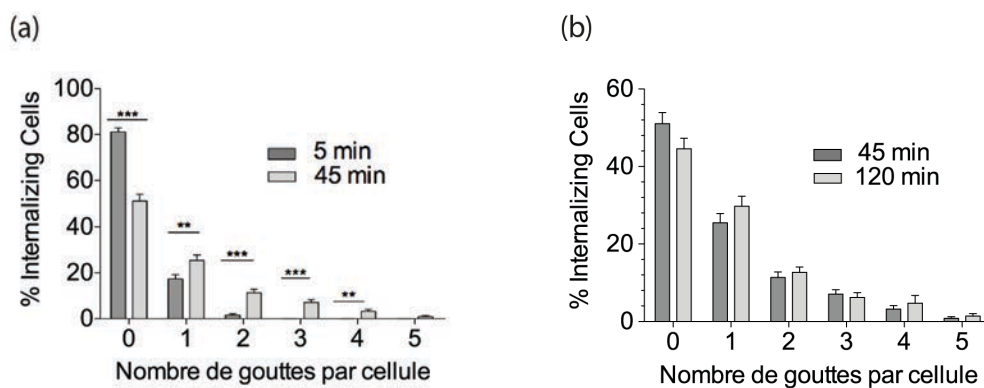 (a)
100
80
60
40
20
0
% Internalizing Cells
***
**
***
***
**
5 min
45 min
0 1 2 3 4 5
Nombre de gouttes par cellule
(b)
60
40
20
0
% Internalizing Cells
45 min
120 min
0 1 2 3 4 5
Nombre de gouttes par cellule